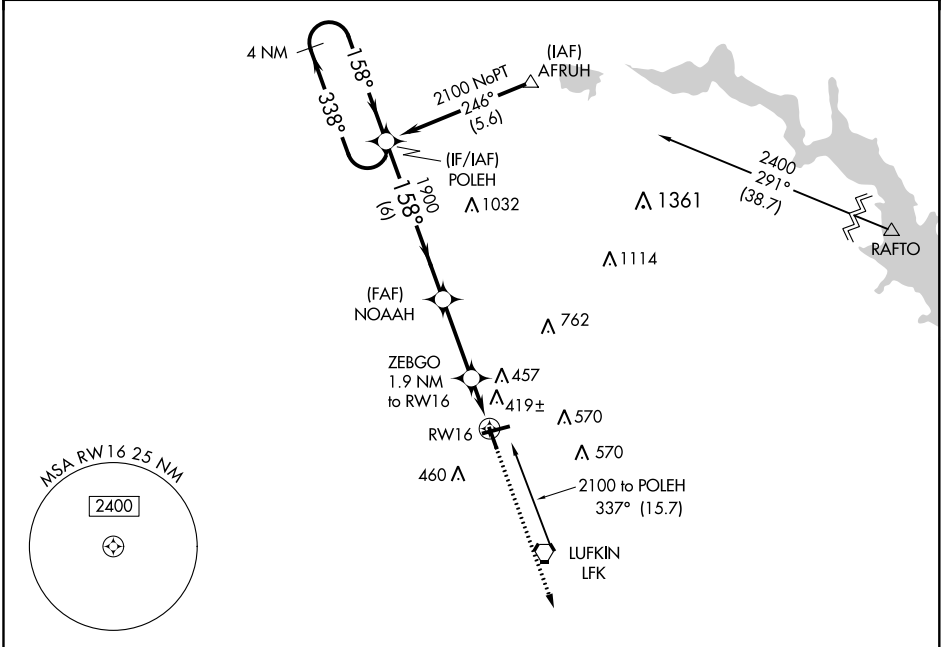 4 NM
158°
338°
(IAF)
AFRUH
2100 NoPT
246°
(5.6)
(IF/IAF)
POLEH
1900
158°
(6)
1032
1361
2400
291°
(38.7)
RAFTO
1114
(FAF)
NOAAH
762
ZEBGO
1.9 NM
to RW16
457
419±
570
RW16
570
460
2100 to POLEH
337° (15.7)
LUFKIN
LFK
MSA RW16 25 NM
2400